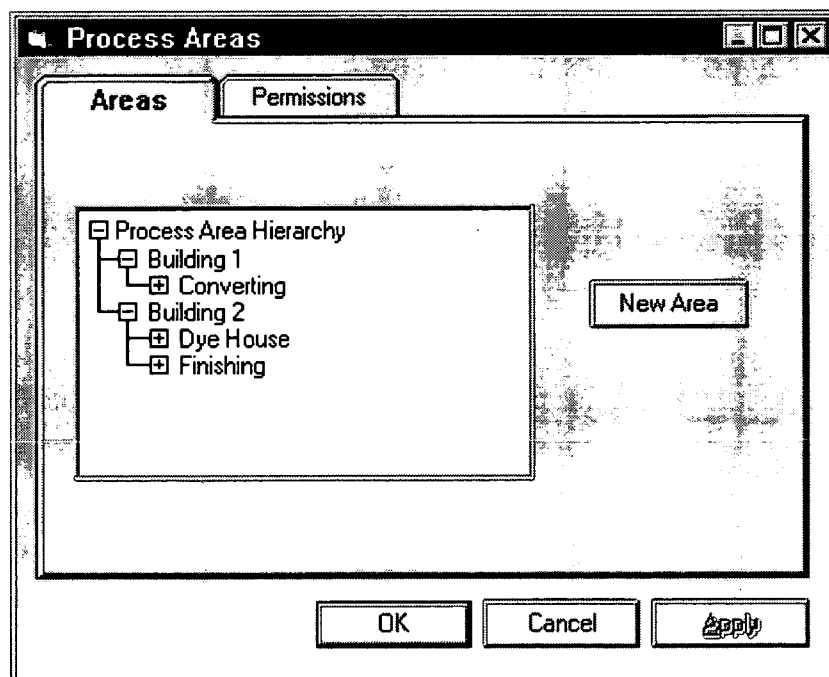 Process Areas
Areas
Permissions
Process Area Hierarchy
Building 1
Converting
Building 2
Dye House
Finishing
New Area
OK
Cancel
Apply